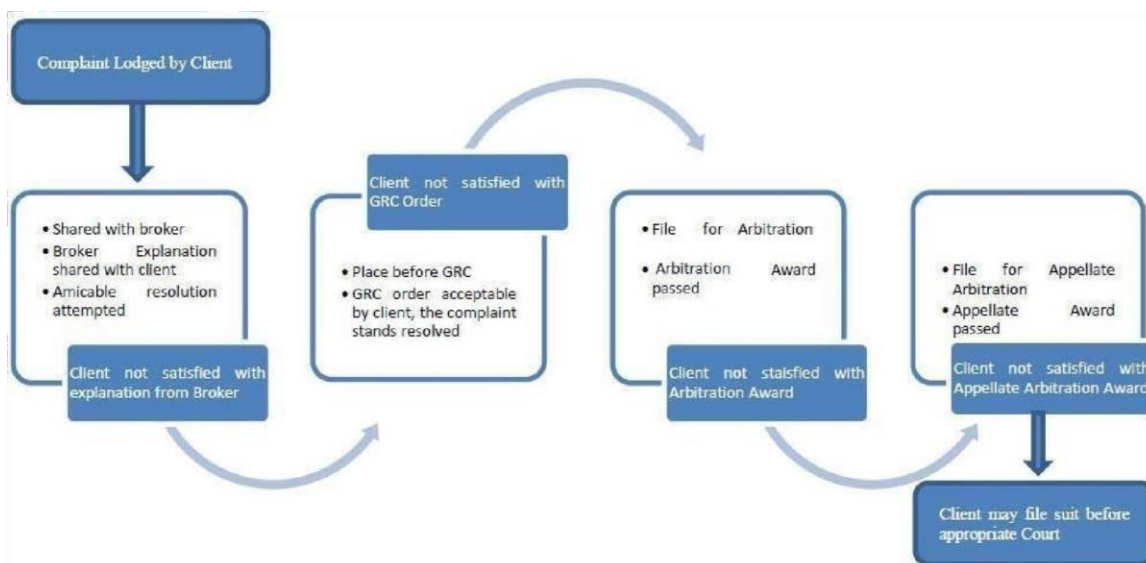 Complaint Lodged by Client
• Shared with broker
• Broker Explanation
shared with client
• Amicable resolution
attempted
Client not satisfied with
explanation from Broker
Client not satisfied with
GRC Order
• Place before GRC
• GRC order acceptable
by client, the complaint
stands resolved
• File for Arbitration
• Arbitration Award
passed
Client not stalsfied with
Arbitration Award
• File for Appellate
Arbitration
• Appellate Award
passed
Client not satisfied with
Appellate Arbitration Award
Client may file suit before
appropriate Court